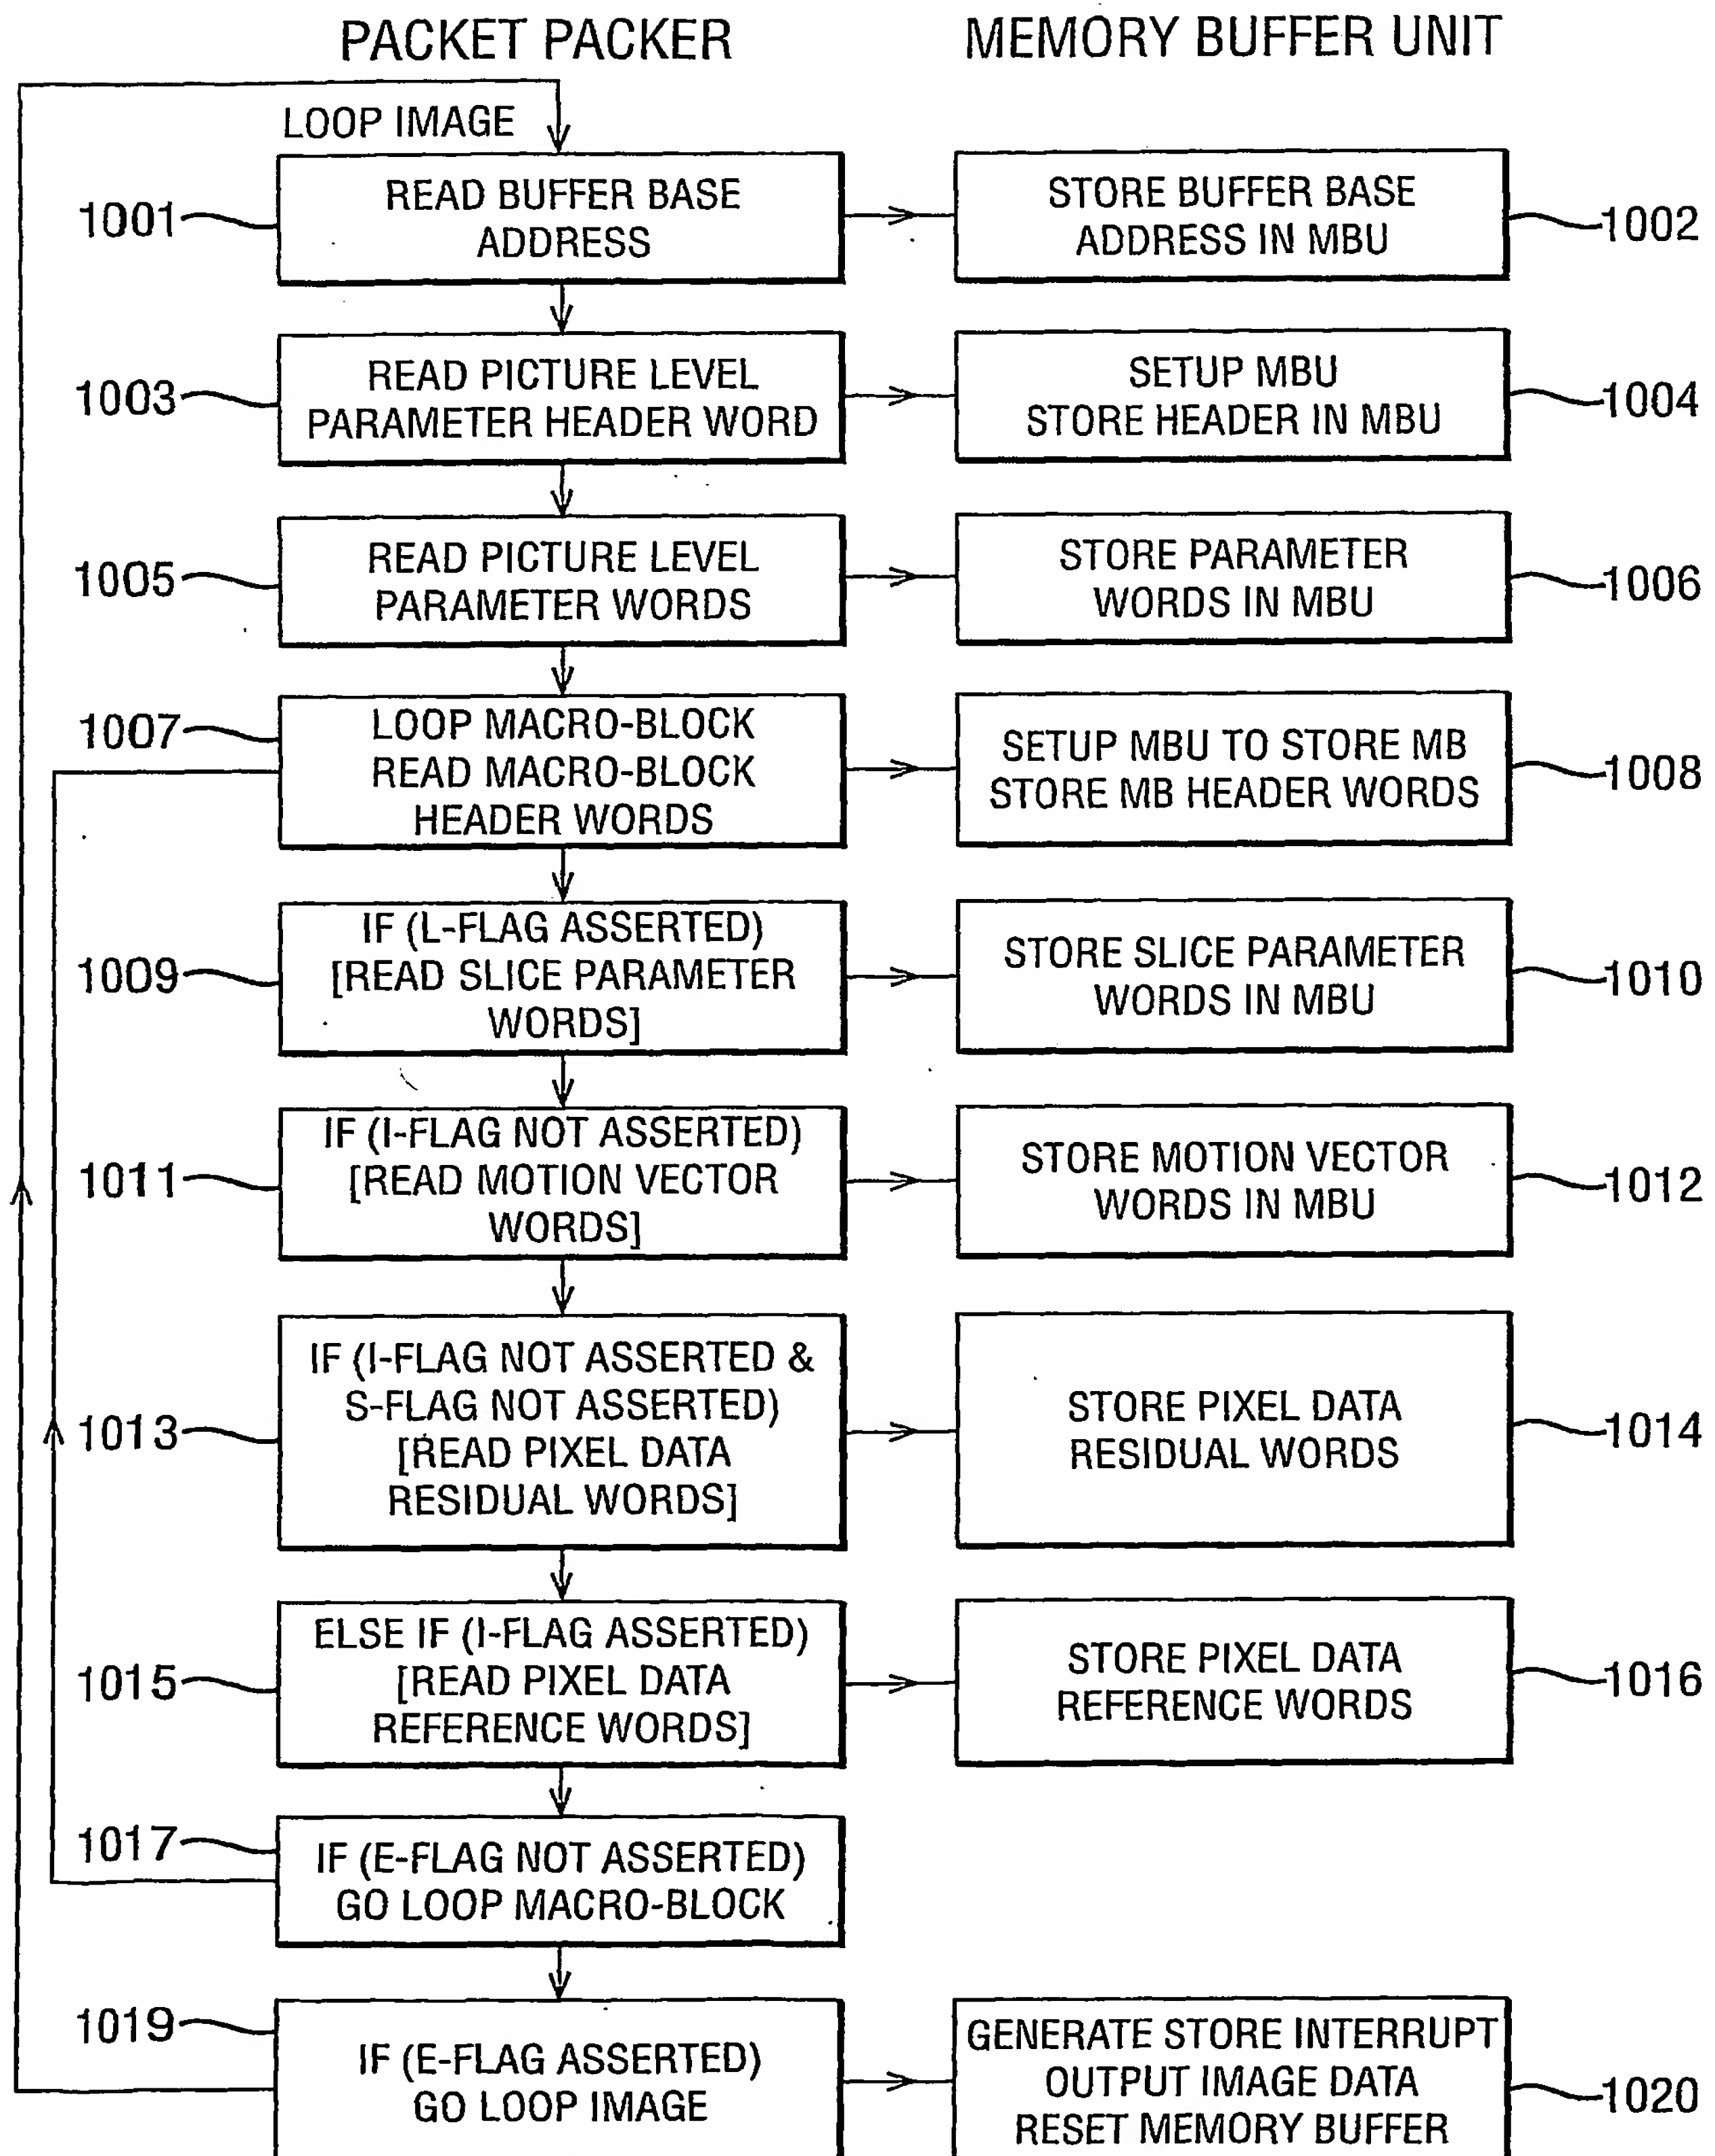 PACKET PACKER
MEMORY BUFFER UNIT
LOOP IMAGE
1001
READ BUFFER BASE
ADDRESS
STORE BUFFER BASE
ADDRESS IN MBU
1002
1003
READ PICTURE LEVEL
PARAMETER HEADER WORD
SETUP MBU
STORE HEADER IN MBU
1004
1005
READ PICTURE LEVEL
PARAMETER WORDS
STORE PARAMETER
WORDS IN MBU
1006
1007
LOOP MACRO-BLOCK
READ MACRO-BLOCK
HEADER WORDS
SETUP MBU TO STORE MB
STORE MB HEADER WORDS
1008
1009
IF (L-FLAG ASSERTED)
[READ SLICE PARAMETER
WORDS]
STORE SLICE PARAMETER
WORDS IN MBU
1010
1011
IF (I-FLAG NOT ASSERTED)
[READ MOTION VECTOR
WORDS]
STORE MOTION VECTOR
WORDS IN MBU
1012
1013
IF (I-FLAG NOT ASSERTED &
S-FLAG NOT ASSERTED)
[READ PIXEL DATA
RESIDUAL WORDS]
STORE PIXEL DATA
RESIDUAL WORDS
1014
1015
ELSE IF (I-FLAG ASSERTED)
[READ PIXEL DATA
REFERENCE WORDS]
STORE PIXEL DATA
REFERENCE WORDS
1016
1017
IF (E-FLAG NOT ASSERTED)
GO LOOP MACRO-BLOCK
1019
IF (E-FLAG ASSERTED)
GO LOOP IMAGE
GENERATE STORE INTERRUPT
OUTPUT IMAGE DATA
RESET MEMORY BUFFER
1020